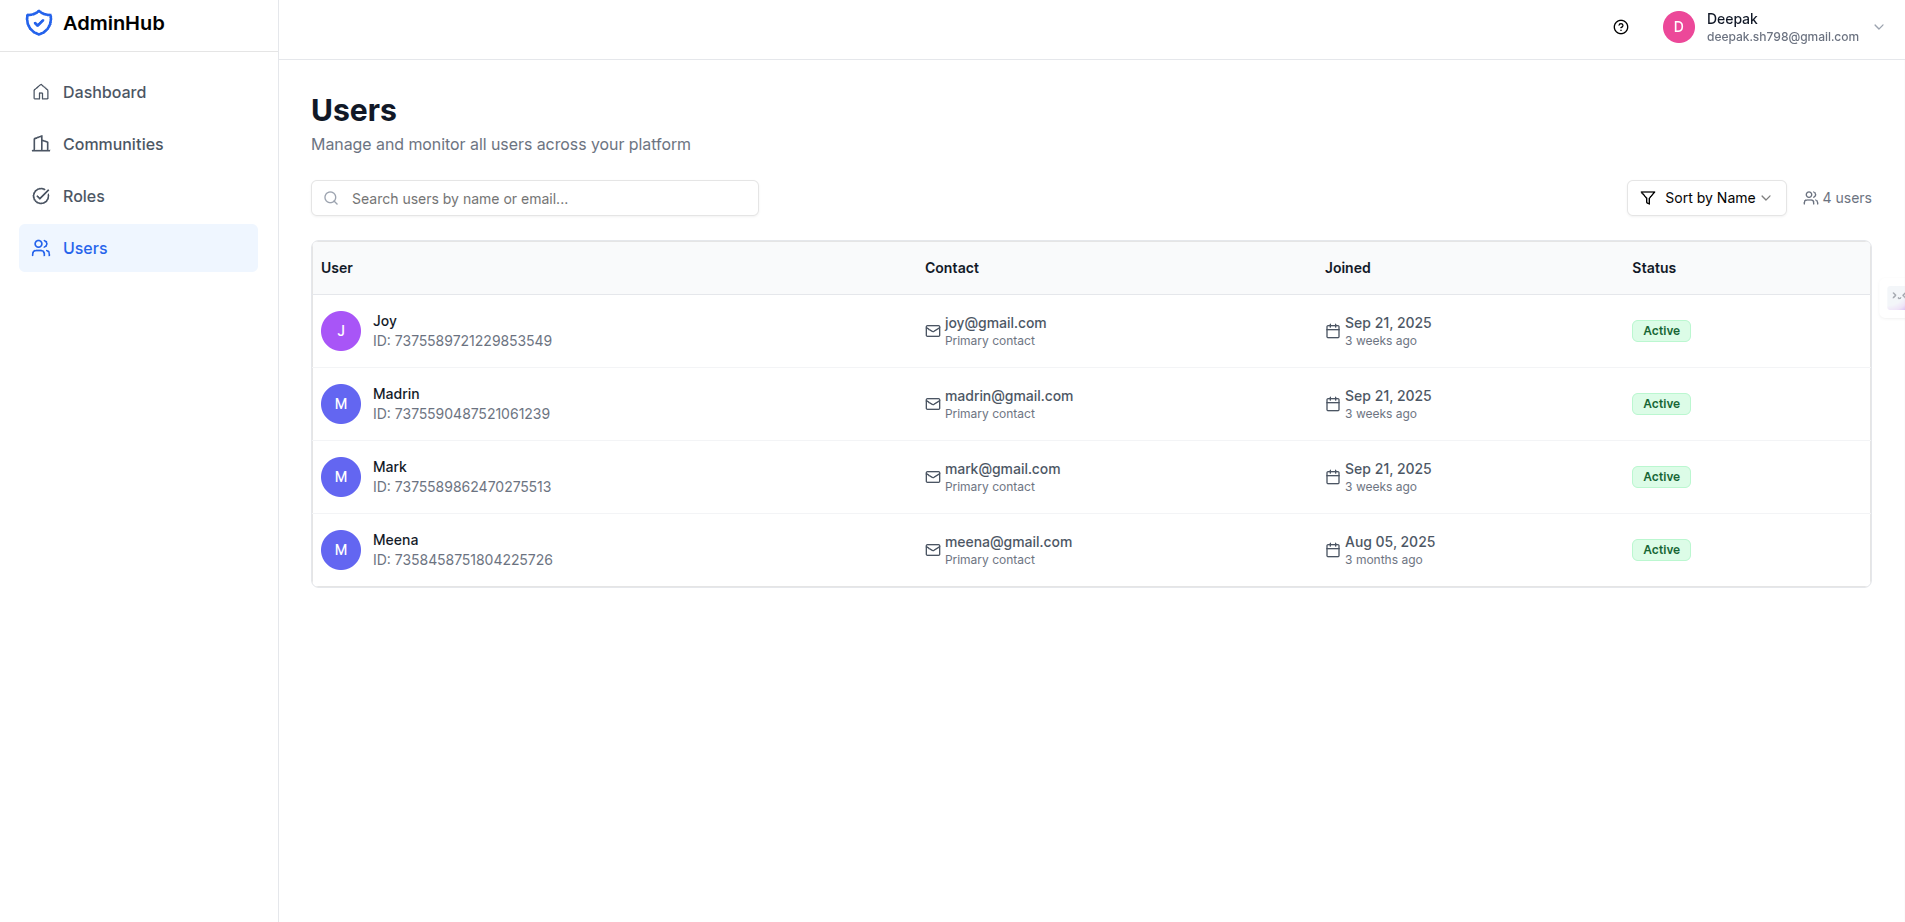 AdminHub
D
Deepak
deepak.sh798@gmail.com
Dashboard
Communities
Roles
Users
Users
Manage and monitor all users across your platform
Search users by name or email...
Sort by Name
4 users
User Contact Joined Status
J
Joy
ID: 7375589721229853549
joy@gmail.com
Primary contact
Sep 21, 2025
3 weeks ago
Active
M
Madrin
ID: 7375590487521061239
madrin@gmail.com
Primary contact
Sep 21, 2025
3 weeks ago
Active
M
Mark
ID: 7375589862470275513
mark@gmail.com
Primary contact
Sep 21, 2025
3 weeks ago
Active
M
Meena
ID: 7358458751804225726
meena@gmail.com
Primary contact
Aug 05, 2025
3 months ago
Active